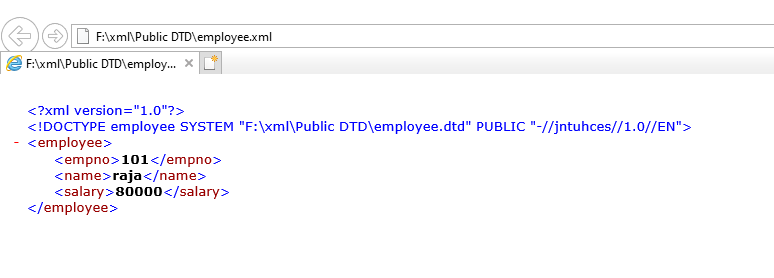 F:\xml\Public DTD\employee.xml
F:\xml\Public DTD\employ...
<?xml version="1.0"?>
<!DOCTYPE employee SYSTEM "F:\xml\Public DTD\employee.dtd" PUBLIC "-//jntuhces//1.0//EN">
- <employee>
<empno>101</empno>
<name>raja</name>
<salary>80000</salary>
</employee>